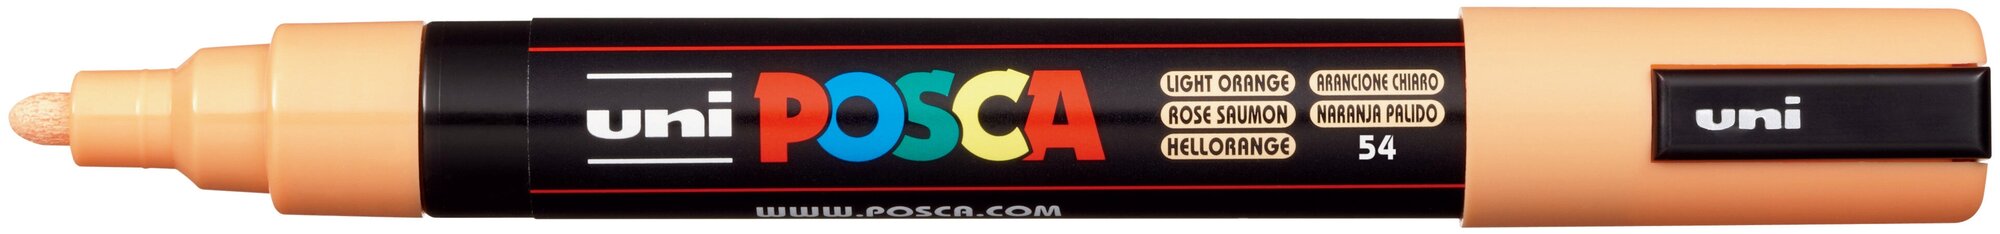 uni POSCA
LIGHT ORANGE
ROSE SAUMON
HELLORANGE
ARANCIONE CHIARO
NARANJA PALIDO
54
WWW.POSCA.COM
uni